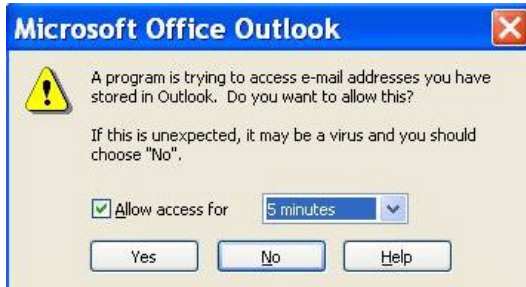 Microsoft Office Outlook
A program is trying to access e-mail addresses you have
stored in Outlook. Do you want to allow this?
If this is unexpected, it may be a virus and you should
choose "No".
Allow access for 5 minutes
Yes No Help